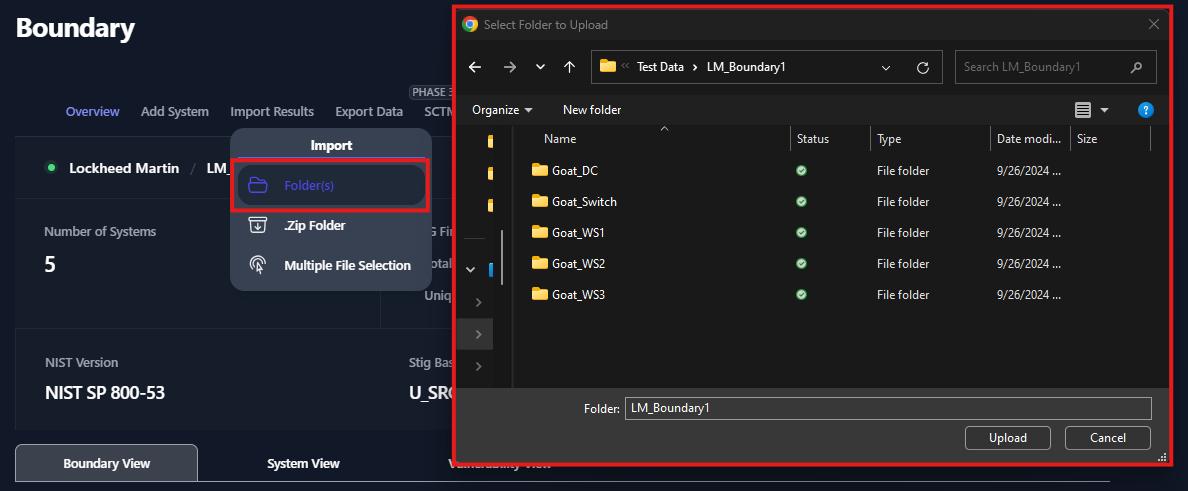 Boundary
PHASE 3
Overview
Add System
Import Results
Export Data
SCTM
Import
Folder(s)
.Zip Folder
Multiple File Selection
Lockheed Martin / LM_
Number of Systems
5
G Fin
Total
Uniq
NIST Version
NIST SP 800-53
Stig Bas
U_SRG
Boundary View
System View
Vulnerability View
Select Folder to Upload
Test Data > LM_Boundary1
Search LM_Boundary1
Organize
New folder
Name Status Type Date modi... Size
Goat_DC File folder 9/26/2024 ...
Goat_Switch File folder 9/26/2024 ...
Goat_WS1 File folder 9/26/2024 ...
Goat_WS2 File folder 9/26/2024 ...
Goat_WS3 File folder 9/26/2024 ...
Folder: LM_Boundary1
Upload
Cancel